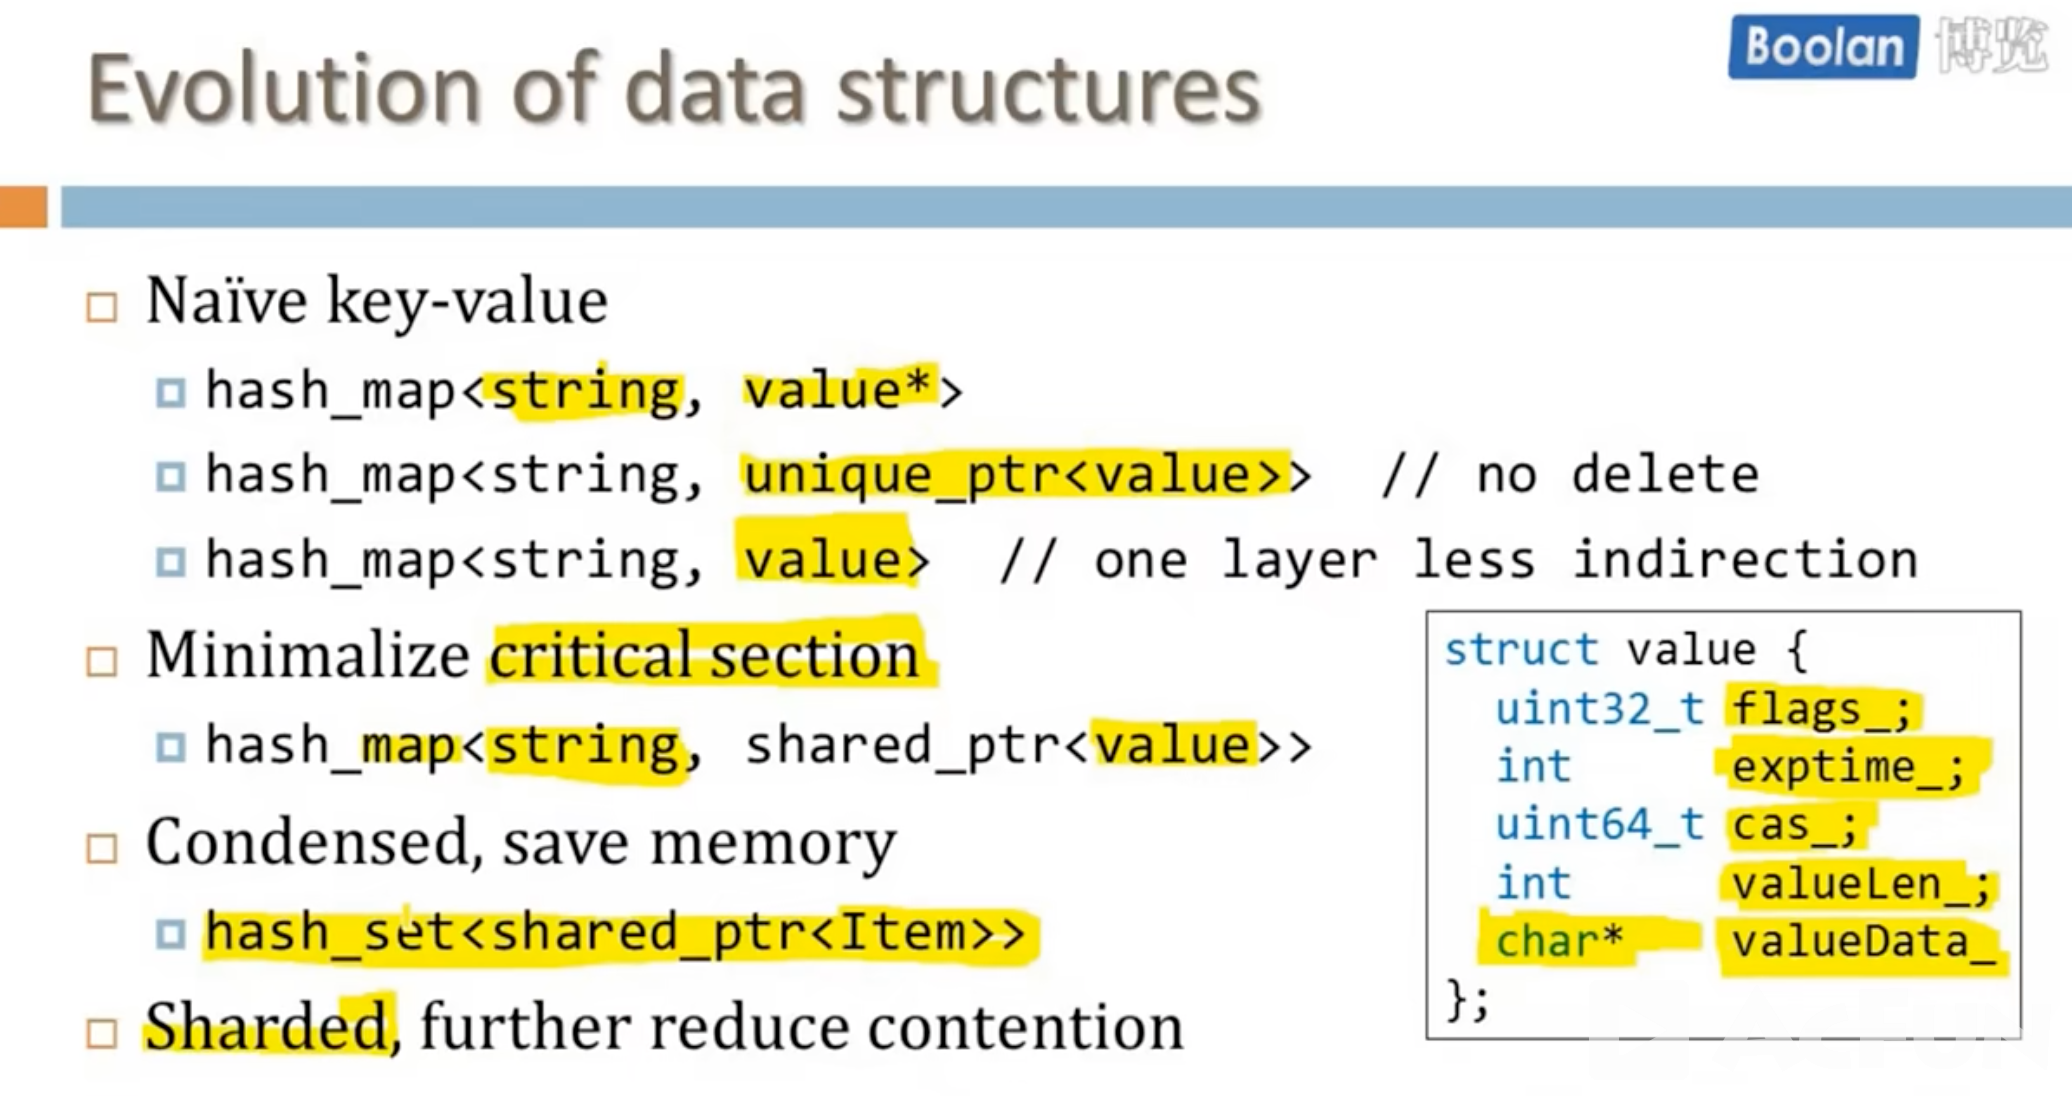 Boolan 博览
Evolution of data structures
Naïve key-value
hash_map<string, value*>
hash_map<string, unique_ptr<value>> // no delete
hash_map<string, value> // one layer less indirection
Minimalize critical section
hash_map<string, shared_ptr<value>>
Condensed, save memory
hash_set<shared_ptr<Item>>
Sharded, further reduce contention
struct value {
uint32_t flags_;
int exptime_;
uint64_t cas_;
int valueLen_;
char* valueData_
};